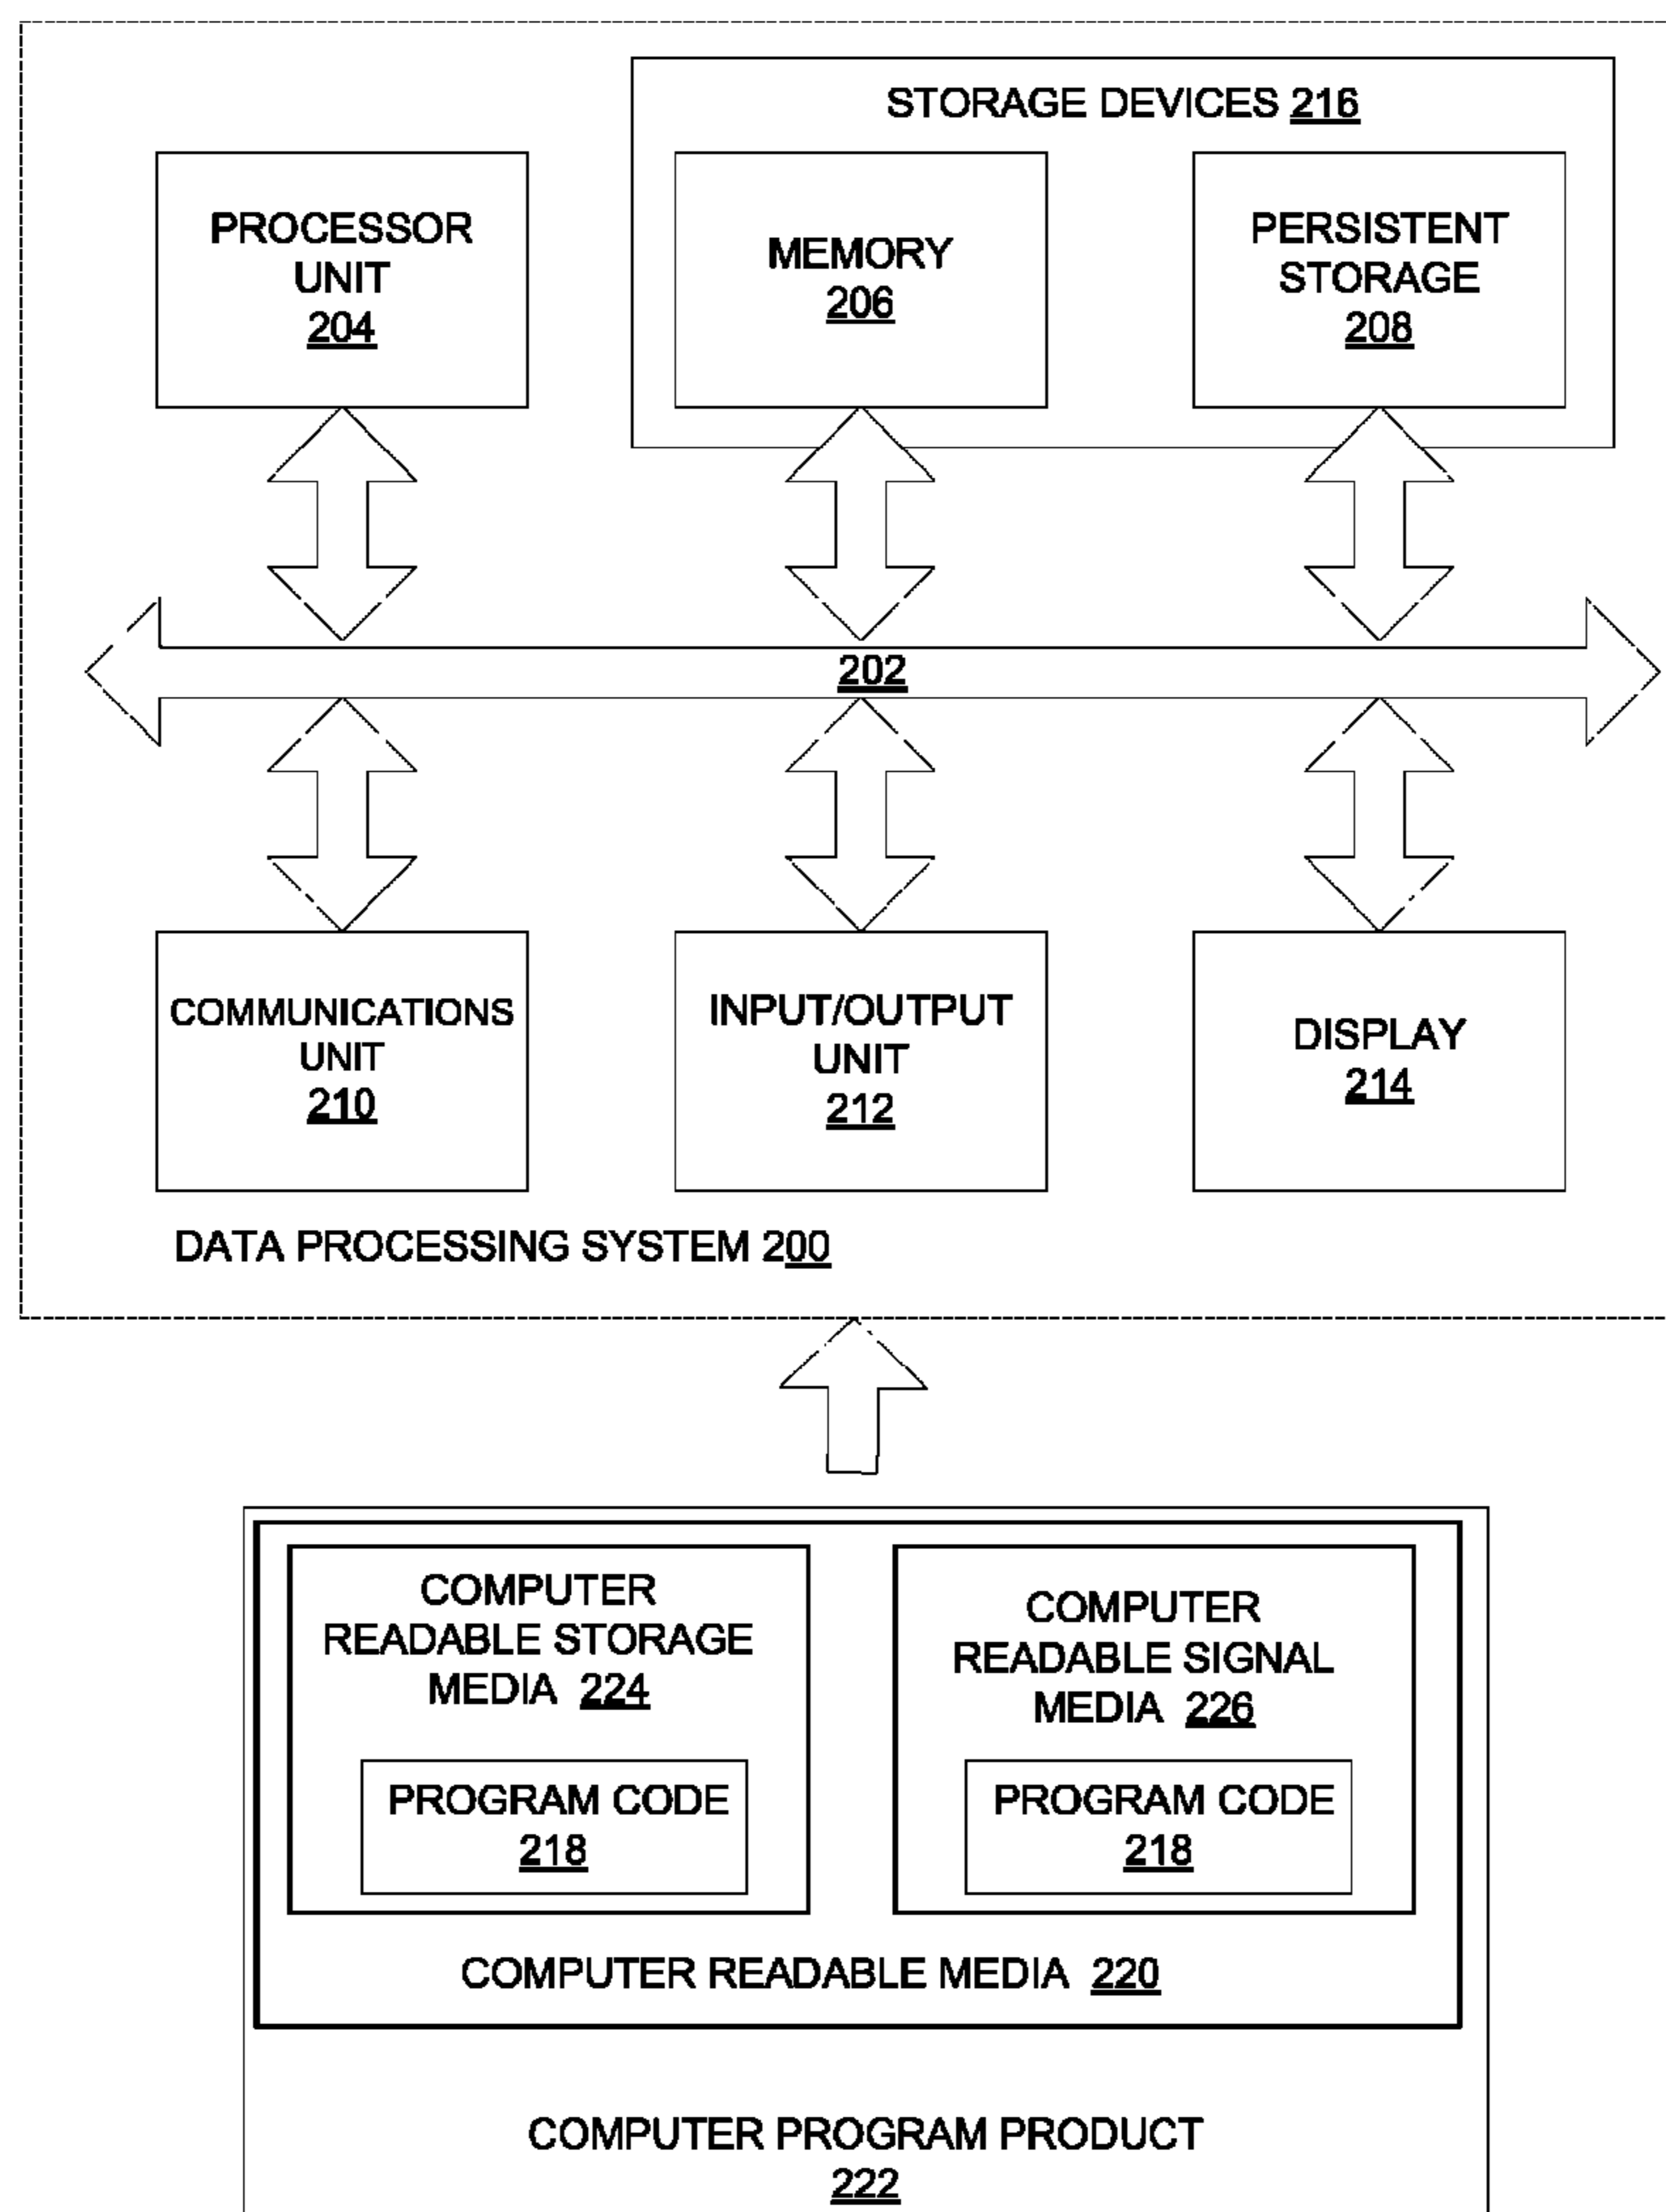 STORAGE DEVICES 216
PROCESSOR
UNIT
204
MEMORY
206
PERSISTENT
STORAGE
208
202
COMMUNICATIONS
UNIT
210
INPUT/OUTPUT
UNIT
212
DISPLAY
214
DATA PROCESSING SYSTEM 200
COMPUTER
READABLE STORAGE
MEDIA 224
PROGRAM CODE
218
COMPUTER
READABLE SIGNAL
MEDIA 226
PROGRAM CODE
218
COMPUTER READABLE MEDIA 220
COMPUTER PROGRAM PRODUCT
222